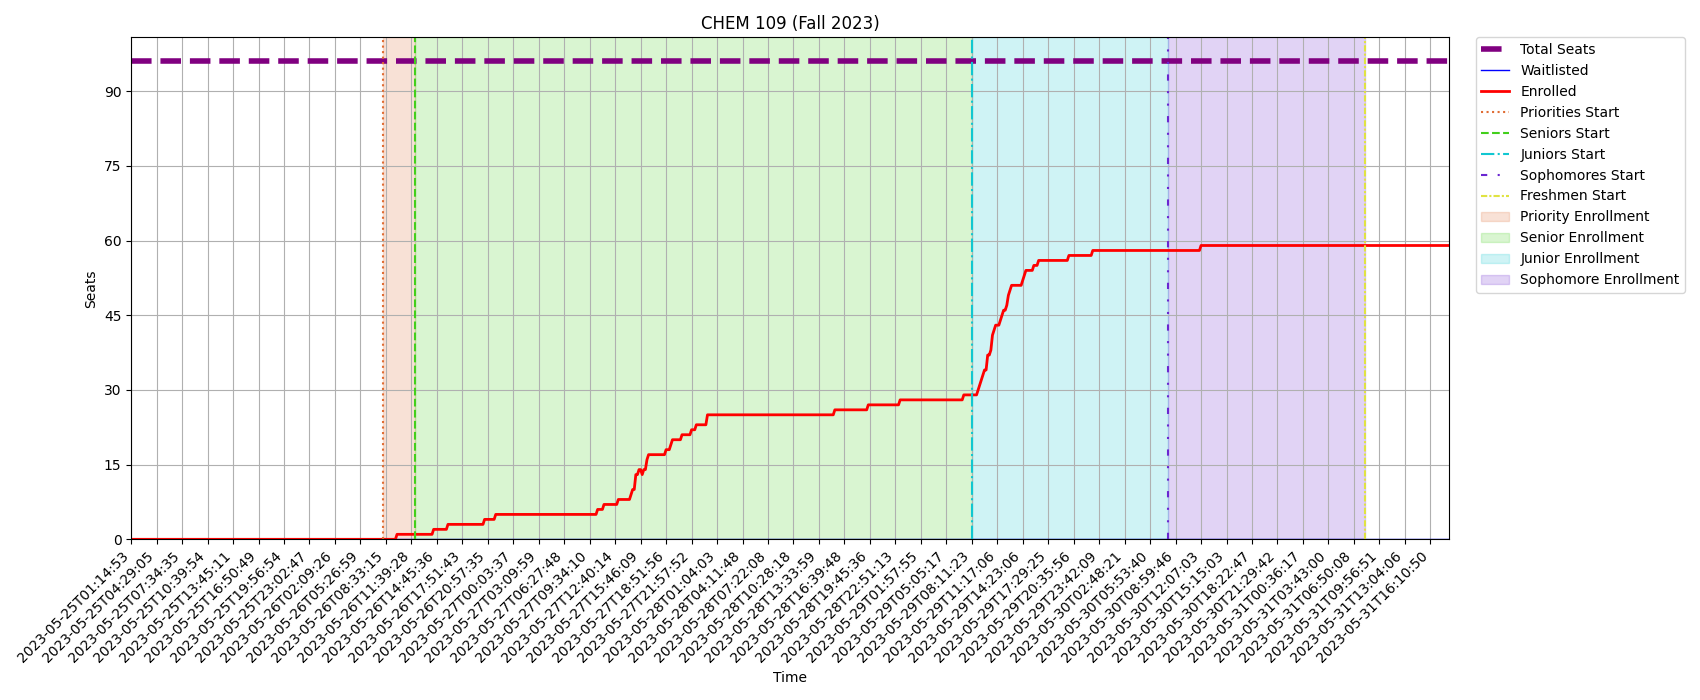 CHEM 109 (Fall 2023)
Total Seats
Waitlisted
Enrolled
Priorities Start
Seniors Start
Juniors Start
Sophomores Start
Freshmen Start
Priority Enrollment
Senior Enrollment
Junior Enrollment
Sophomore Enrollment
Seats
90
75
60
45
30
15
0
2023-05-25T01:14:53
2023-05-25T04:29:05
2023-05-25T07:34:35
2023-05-25T10:39:54
2023-05-25T13:45:11
2023-05-25T16:50:49
2023-05-25T19:56:54
2023-05-25T23:02:47
2023-05-26T02:09:26
2023-05-26T05:26:59
2023-05-26T08:33:15
2023-05-26T11:39:28
2023-05-26T14:45:36
2023-05-26T17:51:43
2023-05-26T20:57:35
2023-05-27T00:03:37
2023-05-27T03:09:59
2023-05-27T06:27:48
2023-05-27T09:34:10
2023-05-27T12:40:14
2023-05-27T15:46:09
2023-05-27T18:51:56
2023-05-27T21:57:52
2023-05-28T01:04:03
2023-05-28T04:11:48
2023-05-28T07:22:08
2023-05-28T10:28:18
2023-05-28T13:33:59
2023-05-28T16:39:48
2023-05-28T19:45:36
2023-05-28T22:51:13
2023-05-29T01:57:55
2023-05-29T05:05:17
2023-05-29T08:11:23
2023-05-29T11:17:06
2023-05-29T14:23:06
2023-05-29T17:29:25
2023-05-29T20:35:56
2023-05-29T23:42:09
2023-05-30T02:48:21
2023-05-30T05:53:40
2023-05-30T08:59:46
2023-05-30T12:07:03
2023-05-30T15:15:03
2023-05-30T18:22:47
2023-05-30T21:29:42
2023-05-31T00:36:17
2023-05-31T03:43:00
2023-05-31T06:50:08
2023-05-31T09:56:51
2023-05-31T13:04:06
2023-05-31T16:10:50
Time